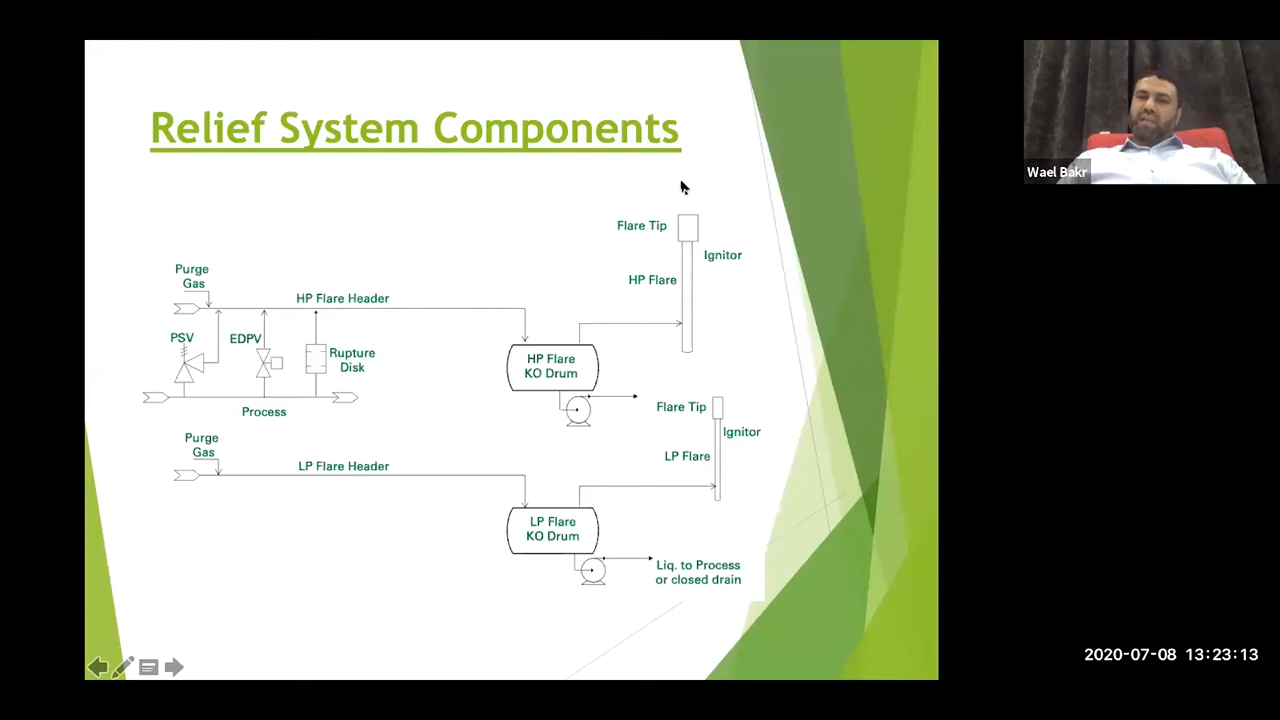 Relief System Components
Wael Bakr
Flare Tip
Ignitor
HP Flare
Purge
Gas
HP Flare Header
PSV
EDPV
Rupture
Disk
HP Flare
KO Drum
Process
Flare Tip
Ignitor
LP Flare
Purge
Gas
LP Flare Header
LP Flare
KO Drum
Liq. to Process
or closed drain
2020-07-08 13:23:13